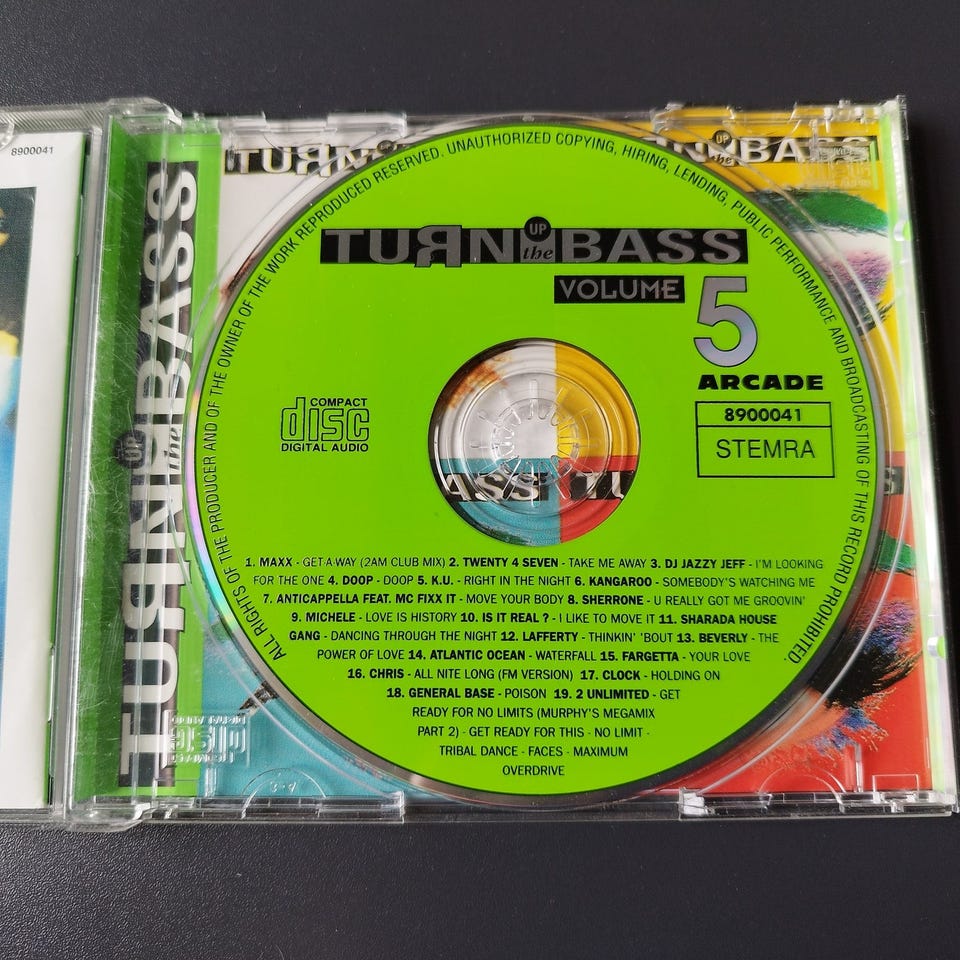 8900041
TURN UP the BASS
TURN
BASS
ALL RIGHTS OF THE PRODUCER AND OF THE OWNER OF THE WORK REPRODUCED RESERVED. UNAUTHORIZED COPYING, HIRING, LENDING, PUBLIC PERFORMANCE AND BROADCASTING OF THIS RECORD PROHIBITED
TUЯN UP the BASS
VOLUME 5
ARCADE
COMPACT
disc
DIGITAL AUDIO
8900041
STEMRA
ASS TU
1. MAXX - GET-A-WAY (2AM CLUB MIX) 2. TWENTY 4 SEVEN - TAKE ME AWAY 3. DJ JAZZY JEFF - I'M LOOKING
FOR THE ONE 4. DOOP - DOOP 5. K.U. - RIGHT IN THE NIGHT 6. KANGAROO - SOMEBODY'S WATCHING ME
7. ANTICAPPELLA FEAT. MC FIXX IT - MOVE YOUR BODY 8. SHERRONE - U REALLY GOT ME GROOVIN'
9. MICHELE - LOVE IS HISTORY 10. IS IT REAL ? - I LIKE TO MOVE IT 11. SHARADA HOUSE
GANG - DANCING THROUGH THE NIGHT 12. LAFFERTY - THINKIN' 'BOUT 13. BEVERLY - THE
POWER OF LOVE 14. ATLANTIC OCEAN - WATERFALL 15. FARGETTA - YOUR LOVE
16. CHRIS - ALL NITE LONG (FM VERSION) 17. CLOCK - HOLDING ON
18. GENERAL BASE - POISON 19. 2 UNLIMITED - GET
READY FOR NO LIMITS (MURPHY'S MEGAMIX
PART 2) - GET READY FOR THIS - NO LIMIT -
TRIBAL DANCE - FACES - MAXIMUM
OVERDRIVE